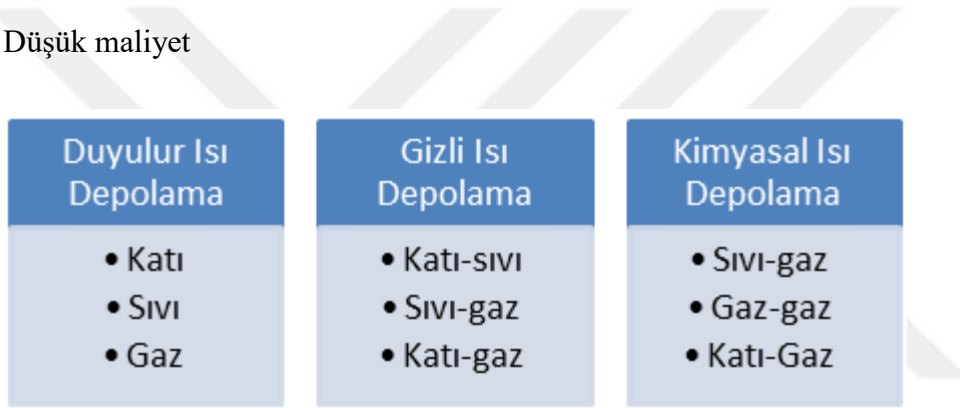 Düşük maliyet
Duyulur Isı
Depolama
• Katı
• Sıvı
• Gaz
Gizli Isı
Depolama
• Katı-sıvı
• Sıvı-gaz
• Katı-gaz
Kimyasal Isı
Depolama
• Sıvı-gaz
• Gaz-gaz
• Katı-Gaz